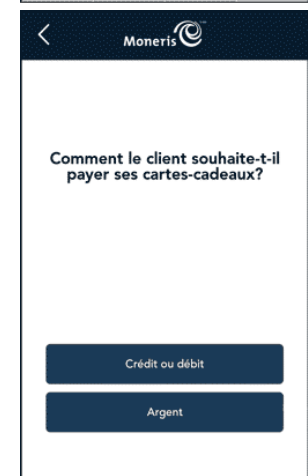 Moneris
Comment le client souhaite-t-il
payer ses cartes-cadeaux?
Crédit ou débit
Argent